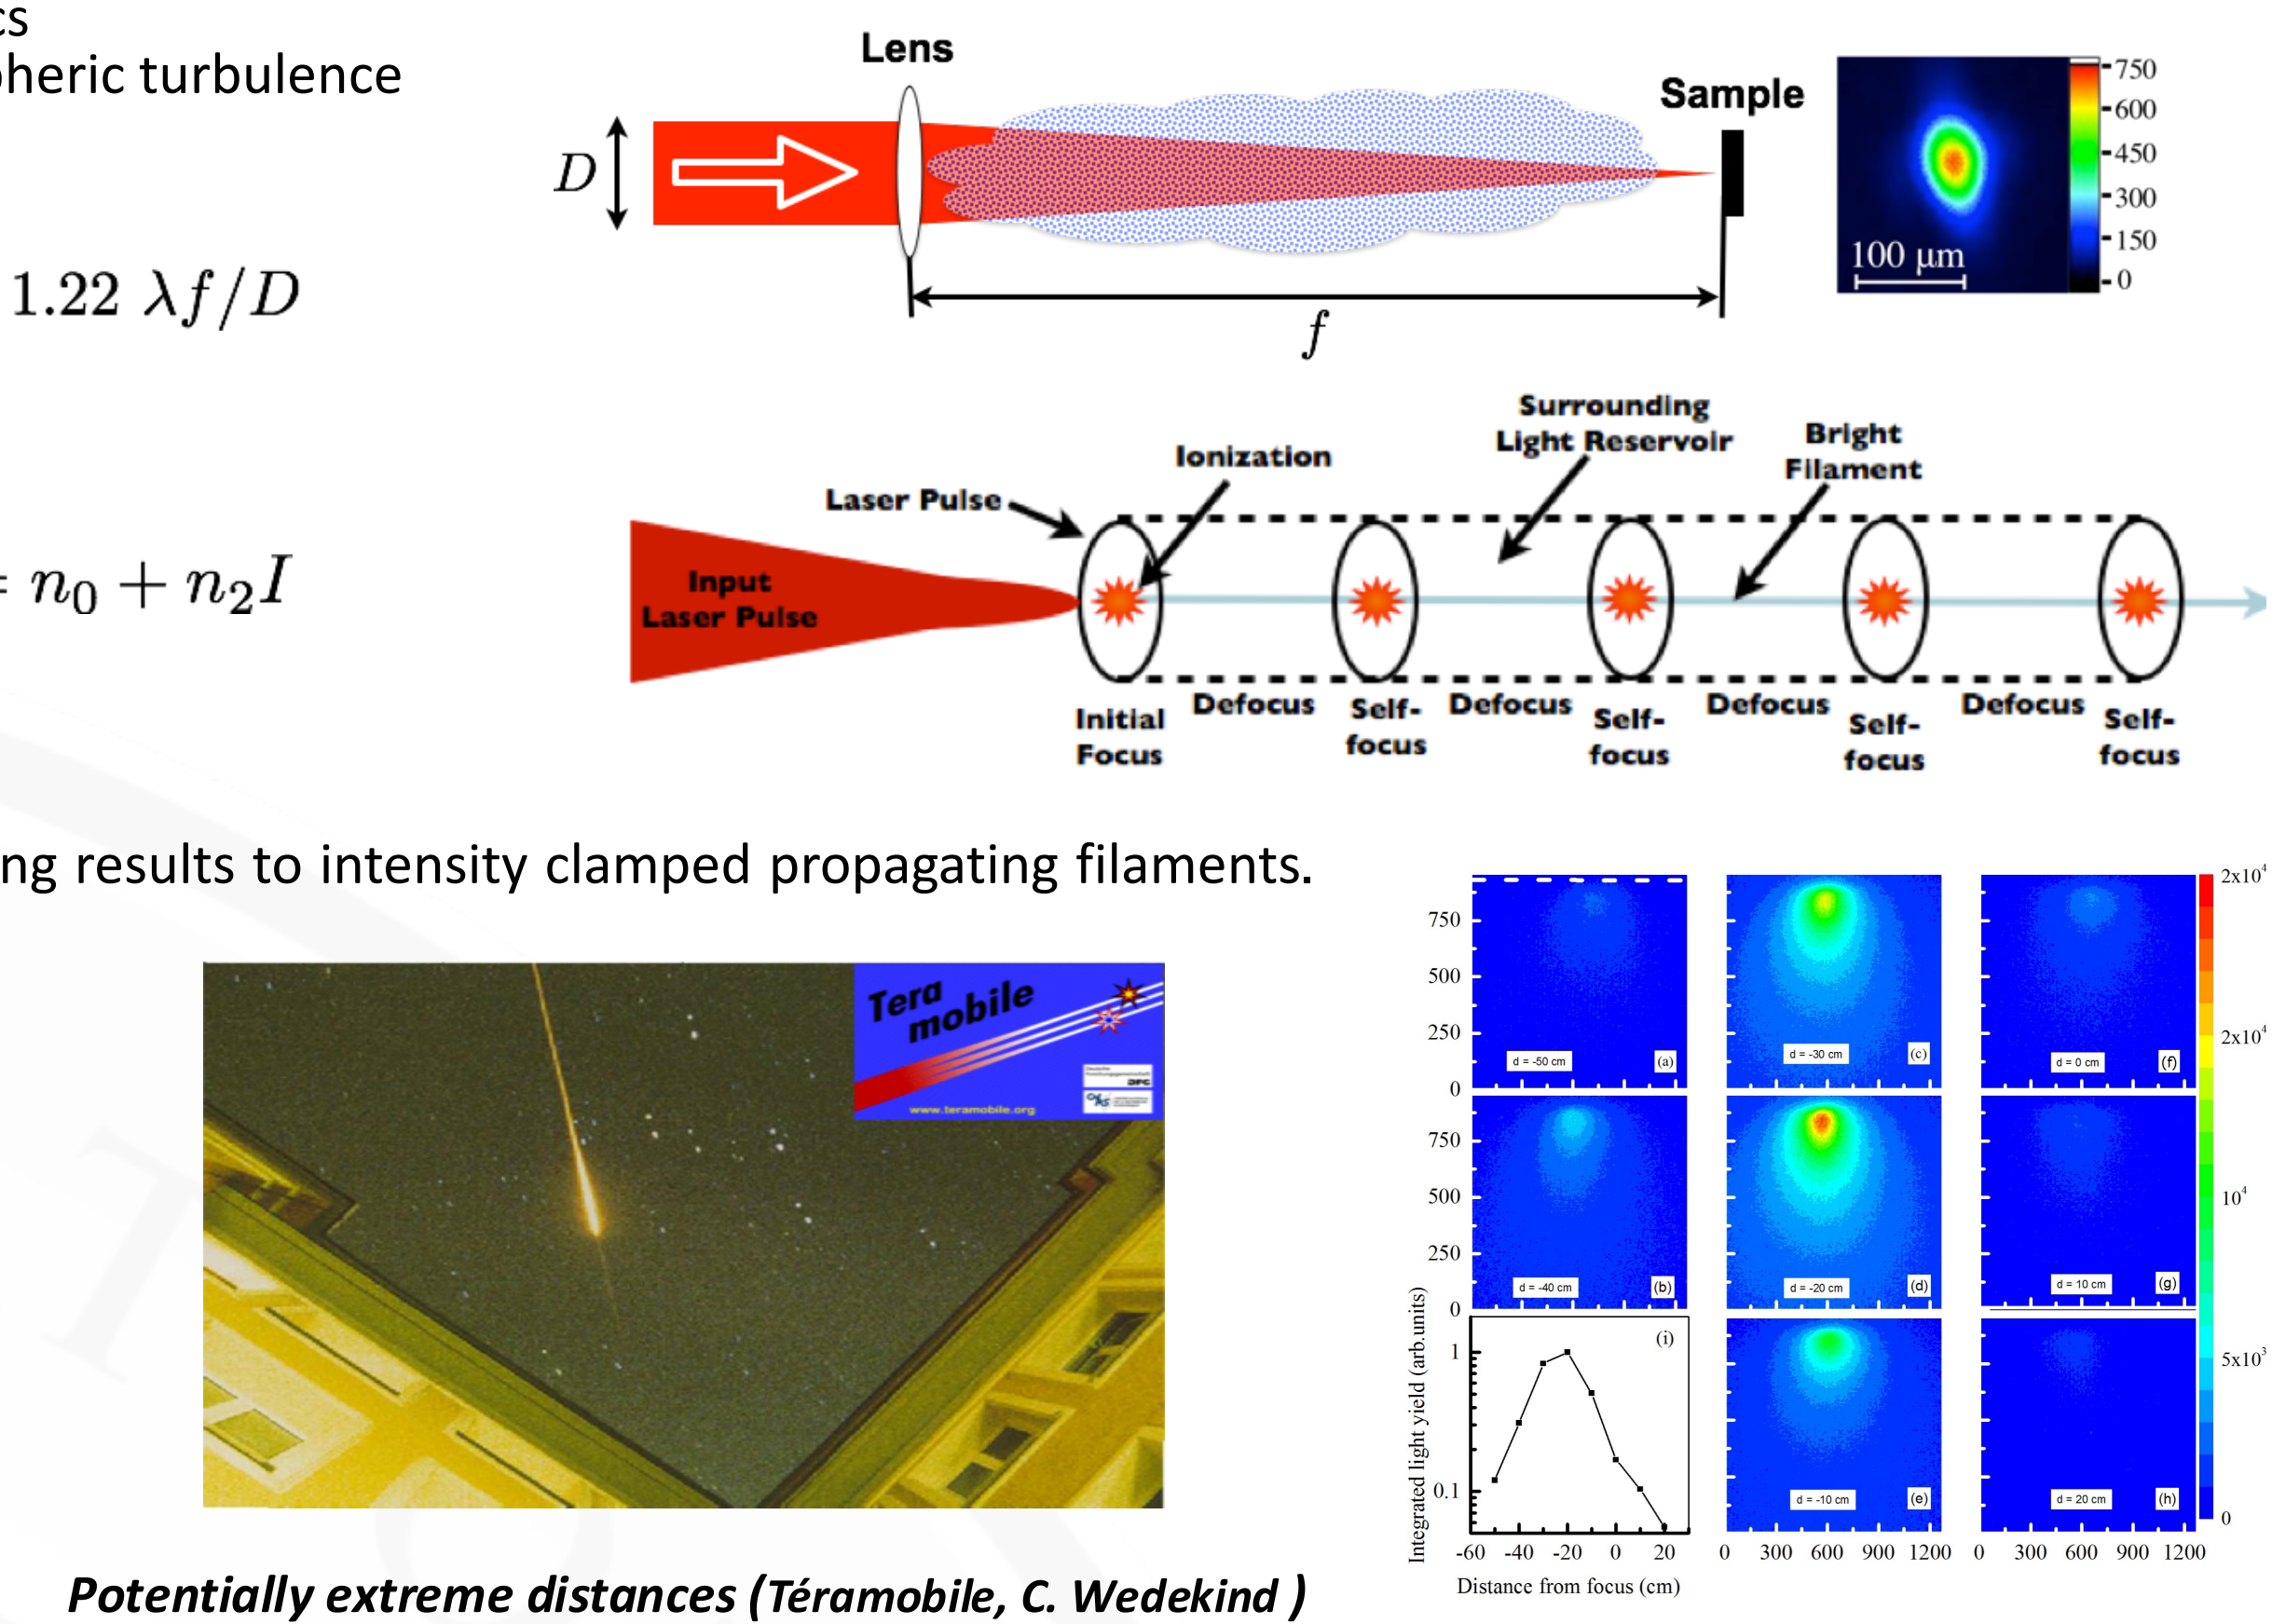 cs
pheric turbulence
1.22 λf/D
= n₀ + n₂I
Lens
Sample
D
f
100 µm
750
600
450
300
150
0
Surrounding
Light Reservoir
Bright
Filament
Ionization
Laser Pulse
Input
Laser Pulse
Initial
Focus
Defocus
Self-
focus
Defocus
Self-
focus
Defocus
Self-
focus
Defocus
Self-
focus
ng results to intensity clamped propagating filaments.
Tera
mobile
www.teramobile.org
Potentially extreme distances (Téramobile, C. Wedekind )
750
500
250
0
d = -50 cm
(a)
d = -30 cm
(c)
d = 0 cm
(f)
750
500
250
0
d = -40 cm
(b)
d = -20 cm
(d)
d = 10 cm
(g)
Integrated light yield (arb.units)
1
0.1
(i)
-60 -40 -20 0 20
Distance from focus (cm)
d = -10 cm
(e)
0 300 600 900 1200
d = 20 cm
(h)
0 300 600 900 1200
2x10⁴
2x10⁴
10⁴
5x10³
0